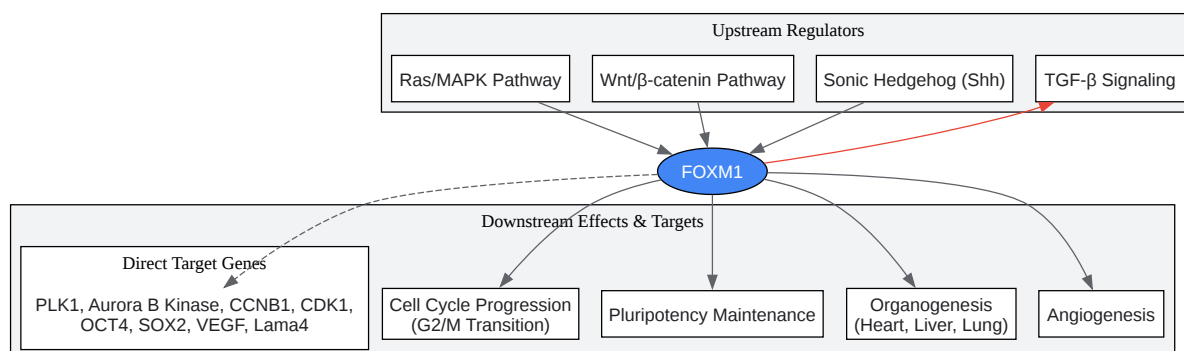 Upstream Regulators
Ras/MAPK Pathway
Wnt/β-catenin Pathway
Sonic Hedgehog (Shh)
TGF-β Signaling
FOXM1
Downstream Effects & Targets
Direct Target Genes
PLK1, Aurora B Kinase, CCNB1, CDK1,
OCT4, SOX2, VEGF, Lama4
Cell Cycle Progression
(G2/M Transition)
Pluripotency Maintenance
Organogenesis
(Heart, Liver, Lung)
Angiogenesis